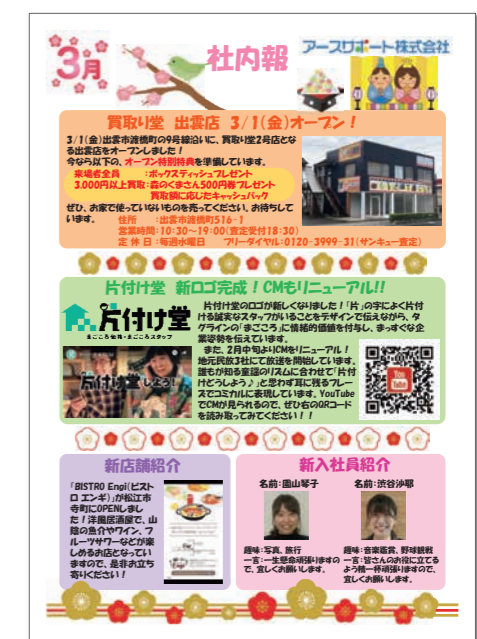 3月
社内報
アースサポート株式会社
買取り堂 出雲店 3/1(金)オープン!
3/1(金)出雲市渡橋町の9号線沿いに、買取り堂2号店とな
る出雲店をオープンしました!
今なら以下の、オープン特別特典を準備しています。
来場者全員 :ボックスティッシュプレゼント
3.000円以上買取:森のくまさん500円券プレゼント
買取額に応じたキャッシュバック
ぜひ、お家で使っていないものを売ってください。お待ちして
います。
住所 :出雲市渡橋町516-1
営業時間:10:30~19:00(査定受付18:30)
定休日:毎週水曜日 フリーダイヤル:0120-3999-31(サンキュー査定)
片付け堂 新ロゴ完成!CMもリニューアル!!
片付け堂
まごころ整理・まごころスタッフ
片付け堂のロゴが新しくなりました!「片」の字によく片付
ける誠実なスタッフがいることをデザインで伝えながら、タ
グラインの「まごころ」に情緒的価値を付与し、まっすぐな企
業姿勢を伝えています。
また、2月中旬よりCMをリニューアル!
地元民放3社にて放送を開始しています。
誰もが知る童謡のリズムに合わせて「片付
けどうしよう♪」と思わず耳に残るフレー
ズでコミカルに表現しています。YouTube
でCMが見られるので、ぜひ右のQRコード
を読み取ってみてください!!
片付け堂しよう!
You Tube
新店舗紹介
「BISTRO Engi(ビスト
ロ エンギ)」が松江市
寺町にOPENしまし
た!洋風居酒屋で、山
陰の魚介やワイン、フ
ルーツサワーなどが楽
しめるお店となってい
ますので、是非お立ち
寄りください!
新入社員紹介
名前:園山琴子
趣味:写真、旅行
一言:一生懸命頑張りますの
で、宜しくお願いします。
名前:渋谷沙耶
趣味:音楽鑑賞、野球観戦
一言:皆さんのお役に立てる
よう精一杯頑張りますので、
宜しくお願いします。